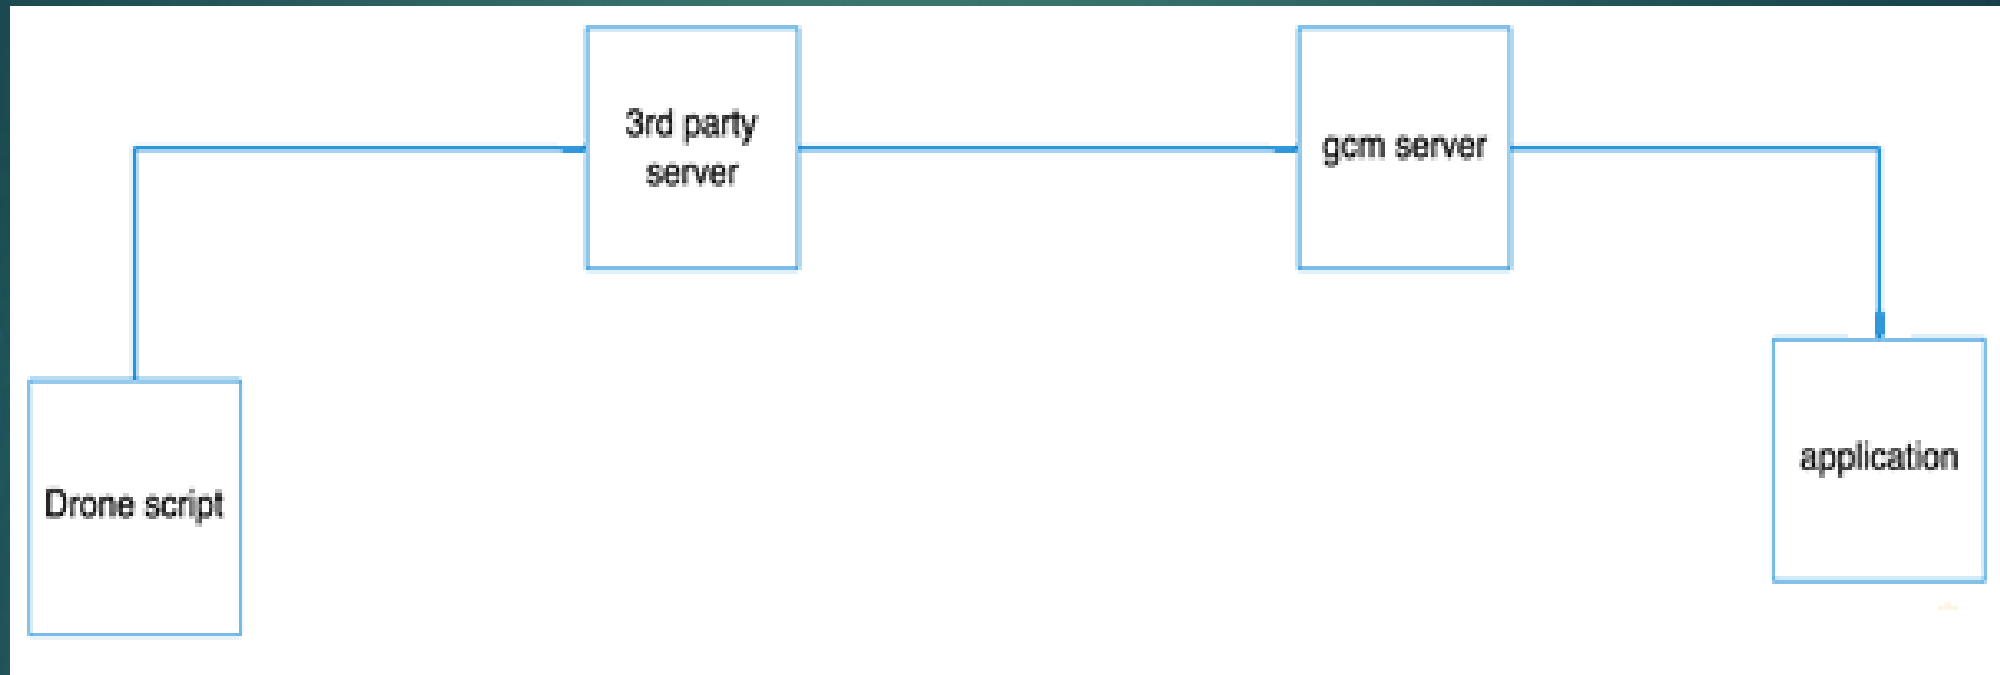 3rd party
server
gcm server
application
Drone script